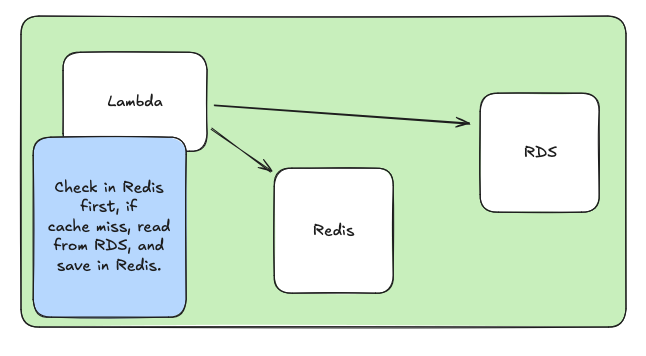 Lambda
RDS
Check in Redis
first, if
cache miss, read
from RDS, and
save in Redis.
Redis